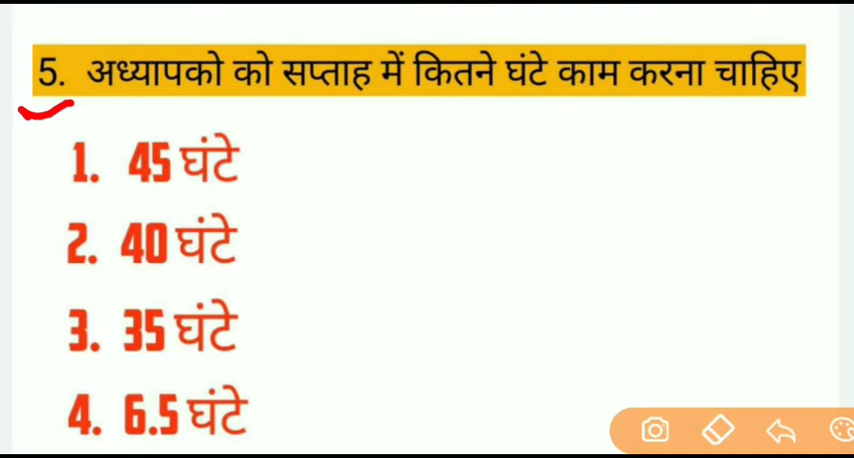 5. अध्यापको को सप्ताह में कितने घंटे काम करना चाहिए
1. 45 घंटे
2. 40 घंटे
3. 35 घंटे
4. 6.5 घंटे